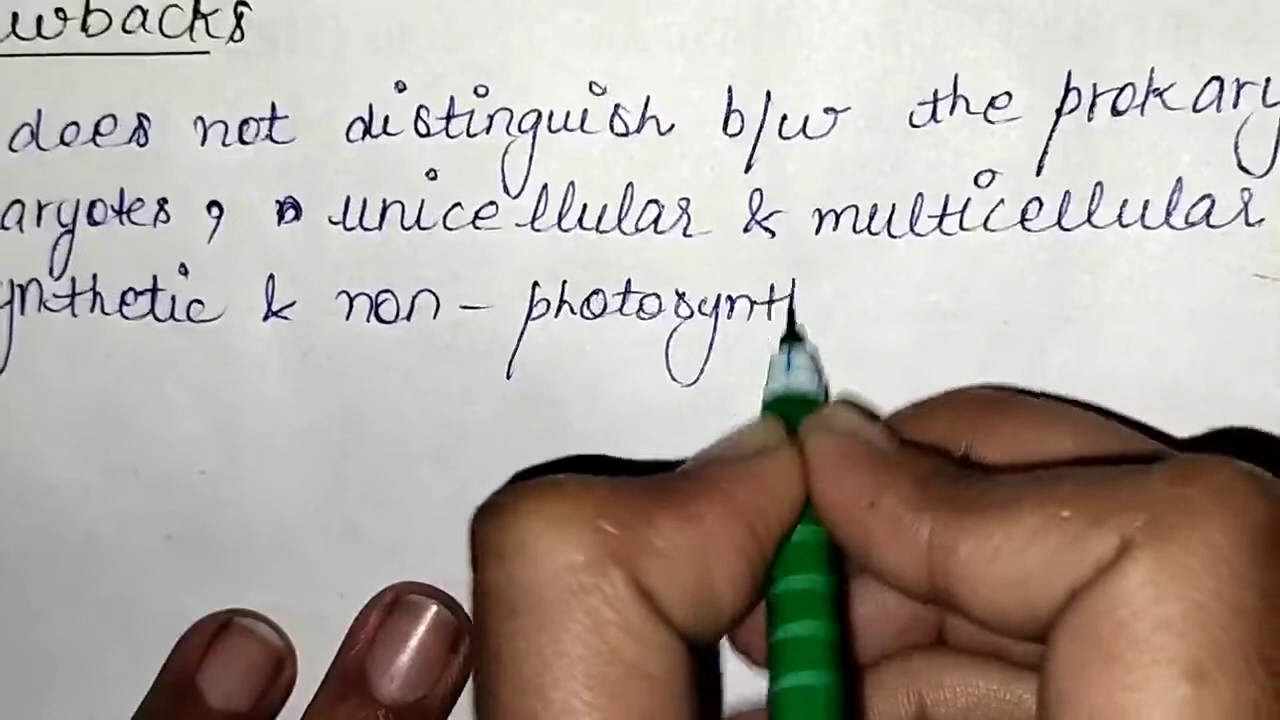 wbacks
does not distinguish b/w the prokary
aryotes, unicellular & multicellular
ynthetic & non - photosynth